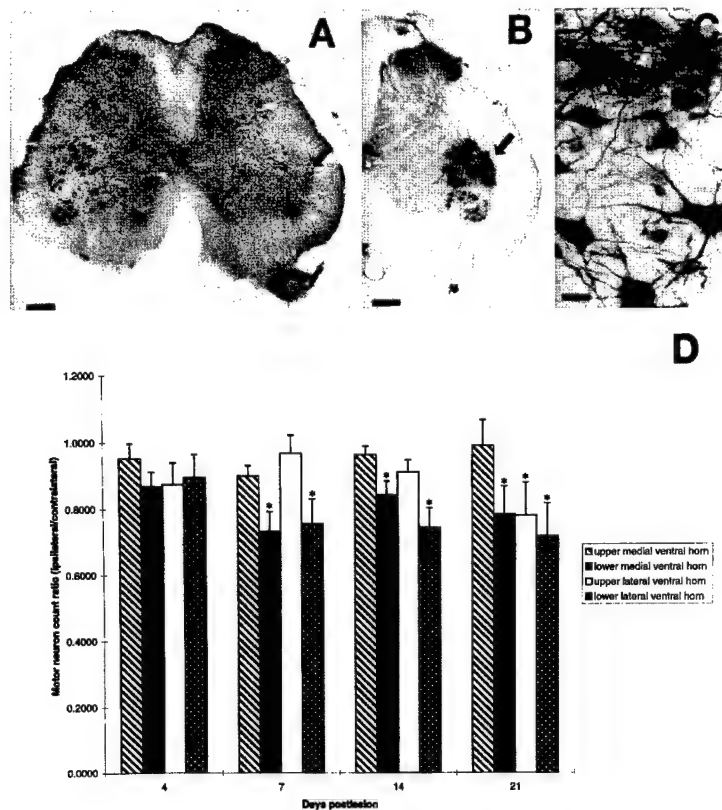 A
B
C
D
1.2000
1.0000
0.8000
0.6000
0.4000
0.2000
0.0000
Motor neuron count ratio (ipsilateral/contralateral)
* * * * * * *
4 7 14 21
Days postlesion
upper medial ventral horn
lower medial ventral horn
upper lateral ventral horn
lower lateral ventral horn